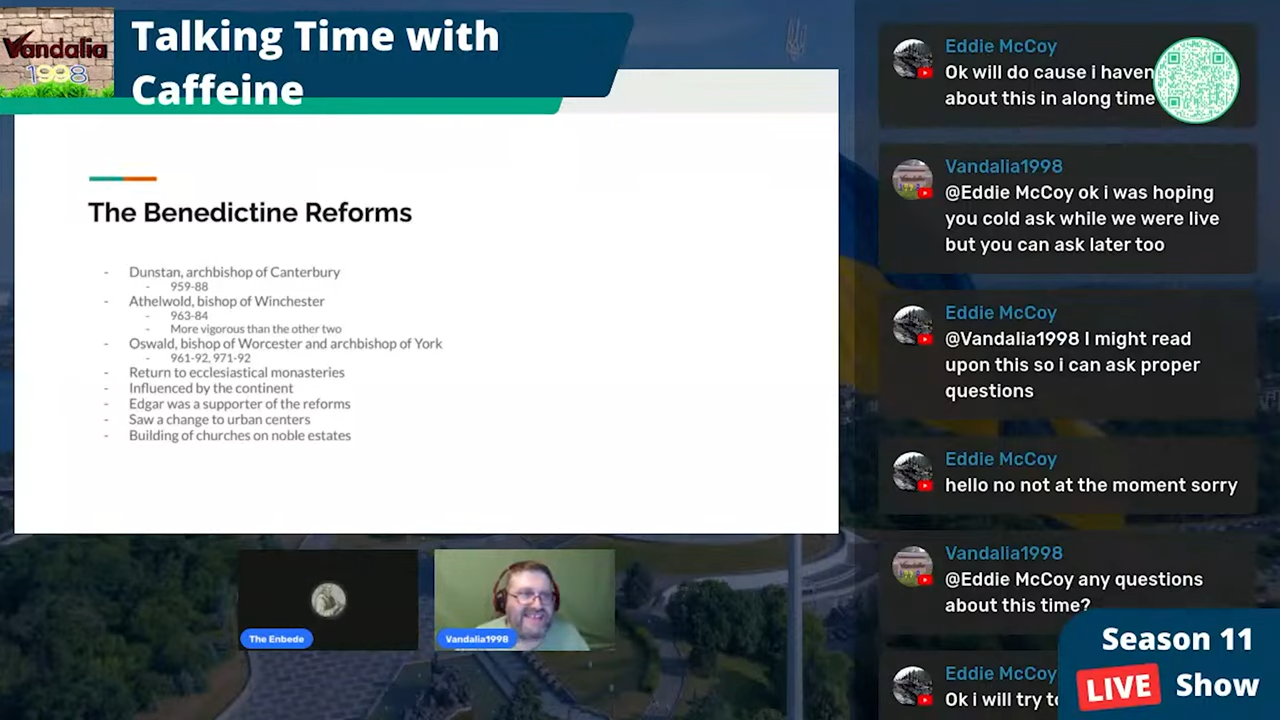 Vandalia
1998
Talking Time with
Caffeine
The Benedictine Reforms
- Dunstan, archbishop of Canterbury
- 959-88
- Athelwold, bishop of Winchester
- 963-84
- More vigorous than the other two
- Oswald, bishop of Worcester and archbishop of York
- 961-92, 971-92
- Return to ecclesiastical monasteries
- Influenced by the continent
- Edgar was a supporter of the reforms
- Saw a change to urban centers
- Building of churches on noble estates
The Enbede
Vandalia1998
Eddie McCoy
Ok will do cause i haven
about this in along time
Vandalia1998
@Eddie McCoy ok i was hoping
you cold ask while we were live
but you can ask later too
Eddie McCoy
@Vandalia1998 I might read
upon this so i can ask proper
questions
Eddie McCoy
hello no not at the moment sorry
Vandalia1998
@Eddie McCoy any questions
about this time?
Eddie McCoy
Ok i will try to
Season 11
LIVE Show